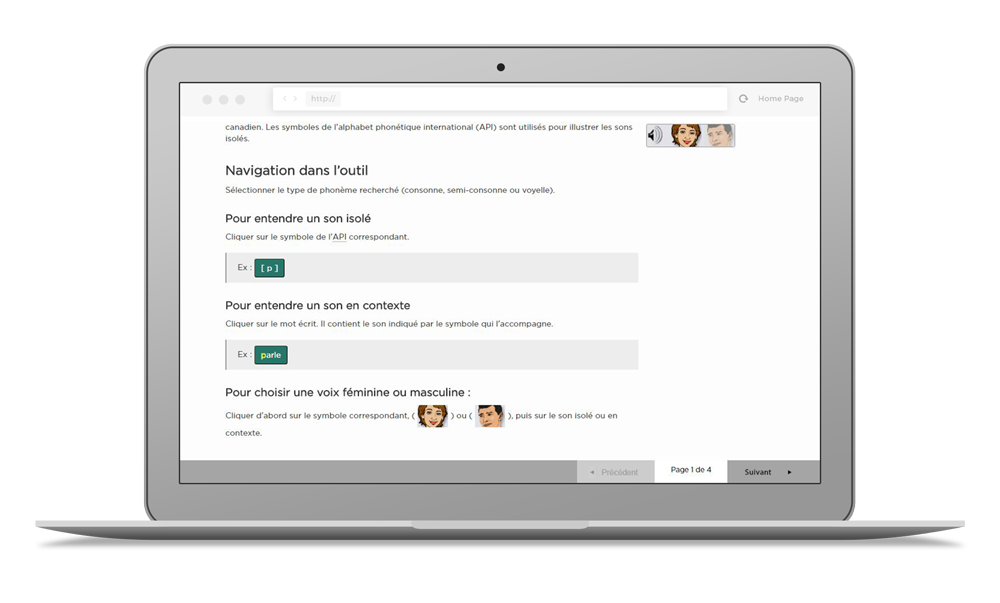 http://
Home Page
canadien. Les symboles de l'alphabet phonétique international (API) sont utilisés pour illustrer les sons
isolés.
Navigation dans l'outil
Sélectionner le type de phonème recherché (consonne, semi-consonne ou voyelle).
Pour entendre un son isolé
Cliquer sur le symbole de l'API correspondant.
Ex : [ p ]
Pour entendre un son en contexte
Cliquer sur le mot écrit. Il contient le son indiqué par le symbole qui l'accompagne.
Ex : parle
Pour choisir une voix féminine ou masculine :
Cliquer d'abord sur le symbole correspondant, ( ) ou ( ), puis sur le son isolé ou en
contexte.
Précédent
Page 1 de 4
Suivant